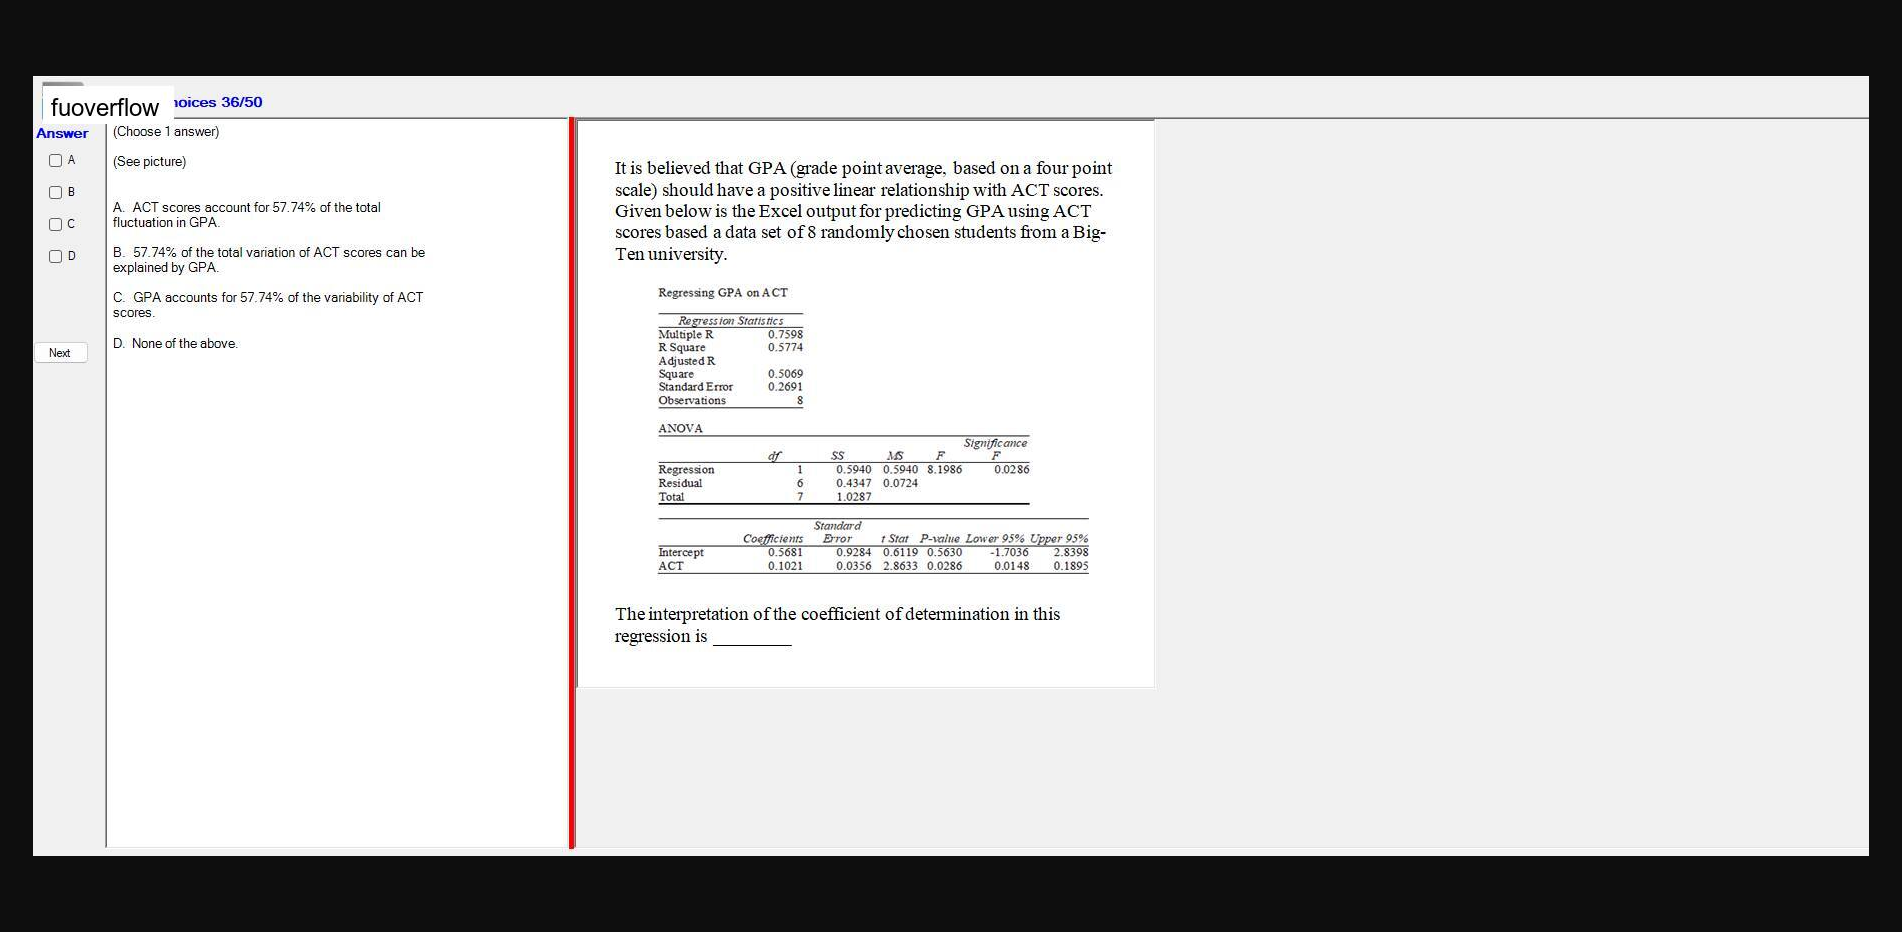 fuoverflow
hoices 36/50
Answer
(Choose 1 answer)
A
(See picture)
B
C
D
A. ACT scores account for 57.74% of the total
fluctuation in GPA.
B. 57.74% of the total variation of ACT scores can be
explained by GPA.
C. GPA accounts for 57.74% of the variability of ACT
scores.
D. None of the above.
Next
It is believed that GPA (grade point average, based on a four point
scale) should have a positive linear relationship with ACT scores.
Given below is the Excel output for predicting GPA using ACT
scores based a data set of 8 randomly chosen students from a Big-
Ten university.
Regressing GPA on ACT
Regression Statistics
Multiple R 0.7598
R Square 0.5774
Adjusted R
Square 0.5069
Standard Error 0.2691
Observations 8
ANOVA
Significance
df SS MS F F
Regression 1 0.5940 0.5940 8.1986 0.0286
Residual 6 0.4347 0.0724
Total 7 1.0287
Standard
Coefficients Error t Stat P-value Lower 95% Upper 95%
Intercept 0.5681 0.9284 0.6119 0.5630 -1.7036 2.8398
ACT 0.1021 0.0356 2.8633 0.0286 0.0148 0.1895
The interpretation of the coefficient of determination in this
regression is ________